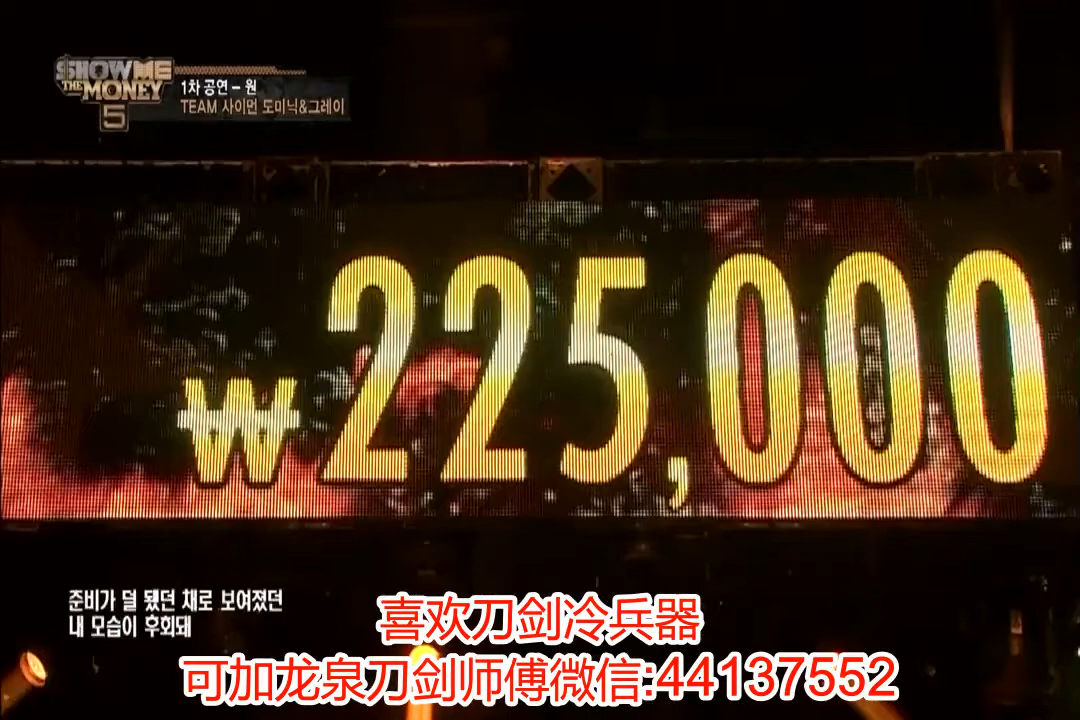 SHOW ME
THE MONEY
5
1차 공연 - 원
TEAM 사이먼 도미닉&그레이
₩225,000
준비가 덜 됐던 채로 보여졌던
내 모습이 후회돼
喜欢刀剑冷兵器
可加龙泉刀剑师傅微信:44137552